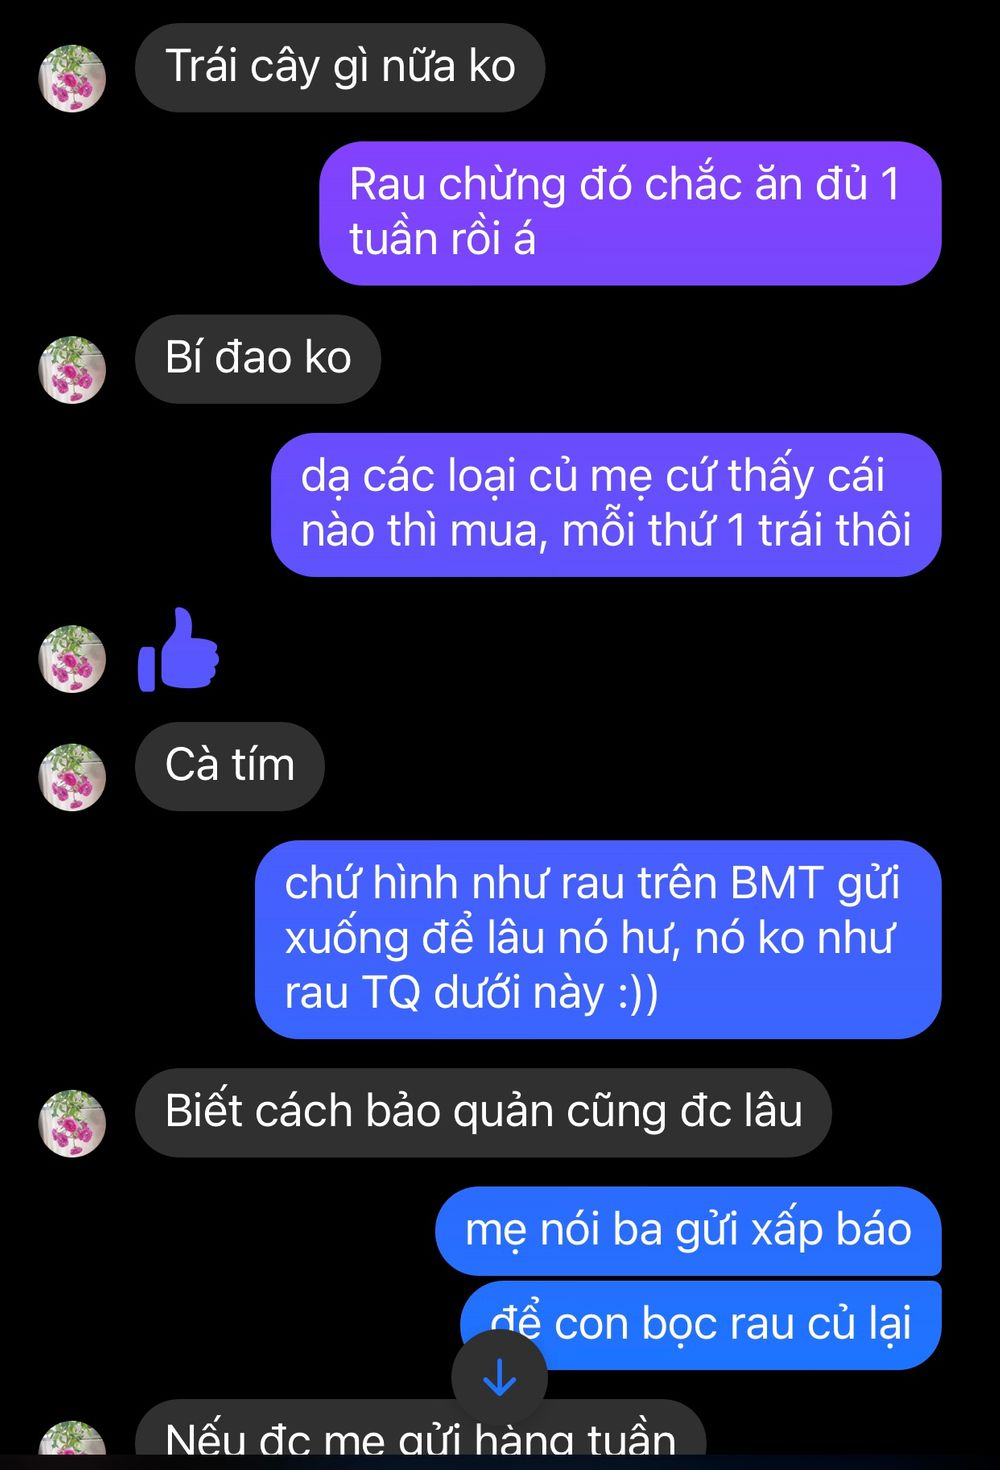 Trái cây gì nữa ko
Rau chừng đó chắc ăn đủ 1
tuần rồi á
Bí đao ko
dạ các loại củ mẹ cứ thấy cái
nào thì mua, mỗi thứ 1 trái thôi
Cà tím
chứ hình như rau trên BMT gửi
xuống để lâu nó hư, nó ko như
rau TQ dưới này :))
Biết cách bảo quản cũng đc lâu
mẹ nói ba gửi xấp báo
để con bọc rau củ lại
Nếu đc mẹ gửi hàng tuần